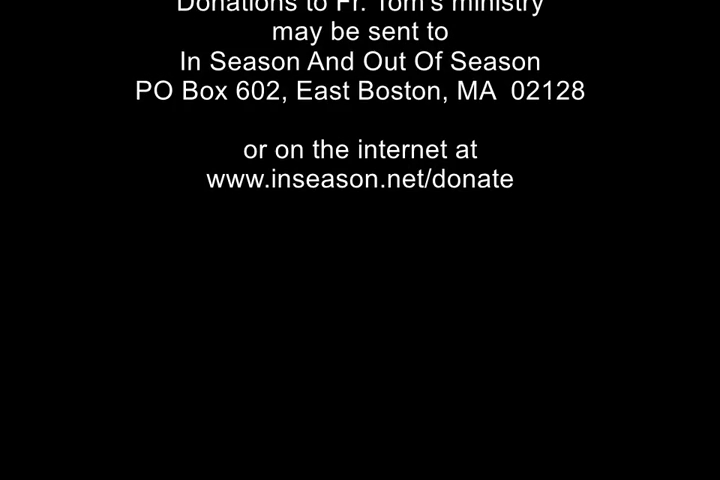 Donations to Fr. Tom's ministry
may be sent to
In Season And Out Of Season
PO Box 602, East Boston, MA  02128
or on the internet at
www.inseason.net/donate